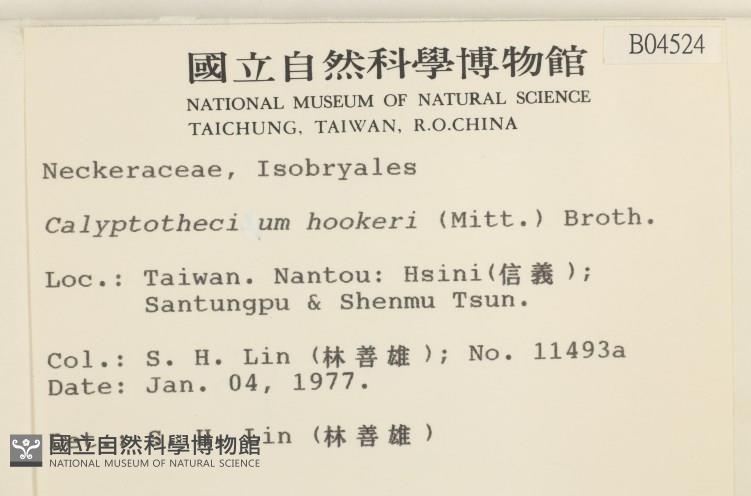 B04524
國立自然科學博物館
NATIONAL MUSEUM OF NATURAL SCIENCE
TAICHUNG, TAIWAN, R.O.CHINA
Neckeraceae, Isobryales
Calyptotheci um hookeri (Mitt.) Broth.
Loc.: Taiwan. Nantou: Hsini(信義);
Santungpu & Shenmu Tsun.
Col.: S. H. Lin (林善雄); No. 11493a
Date: Jan. 04, 1977.
Det.: S. H. Lin (林善雄)
國立自然科學博物館
NATIONAL MUSEUM OF NATURAL SCIENCE